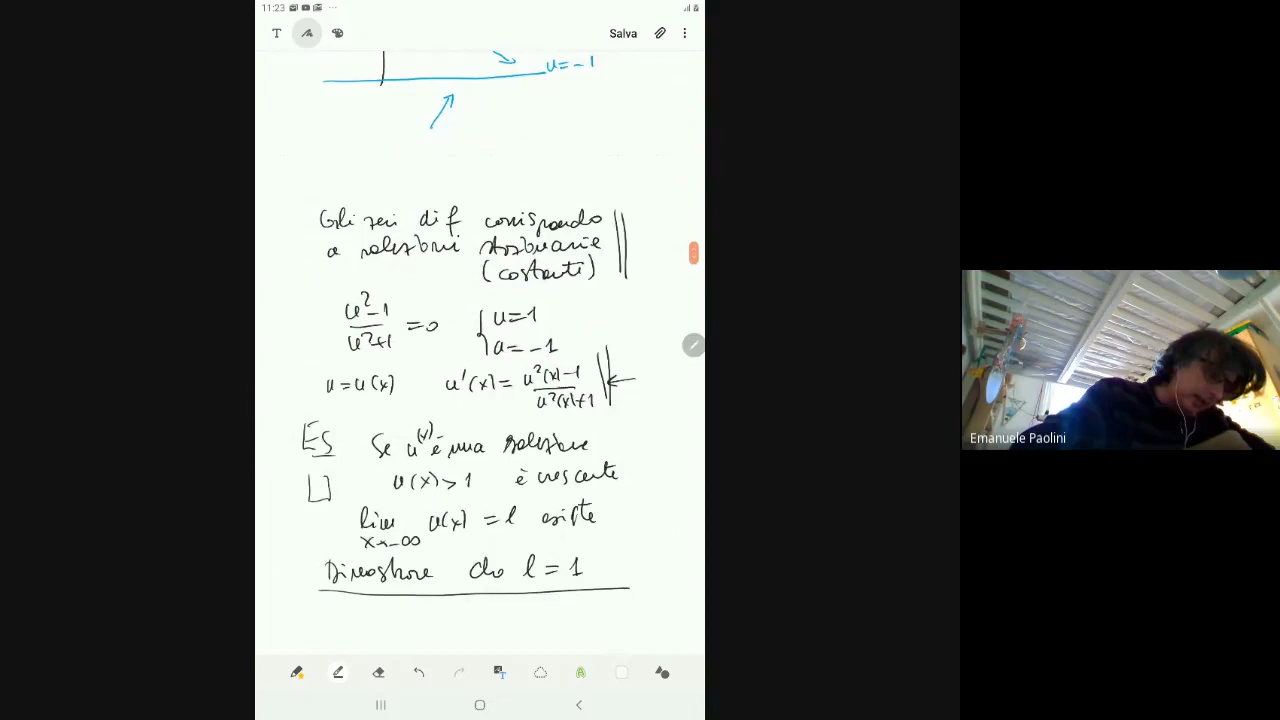 11:23
T
Salva
u=-1
Gli zeri di f corrispondo
a soluzioni stazionarie
(costanti)
u²-1/u²+1 = 0 { u=1
u=-1
u=u(x) u'(x) = u²(x)-1/u²(x)+1
Es Se u(x) è una soluzione
u(x) > 1 è crescente
lim x→-∞ u(x) = l esiste
Dimostrare che l = 1
Emanuele Paolini